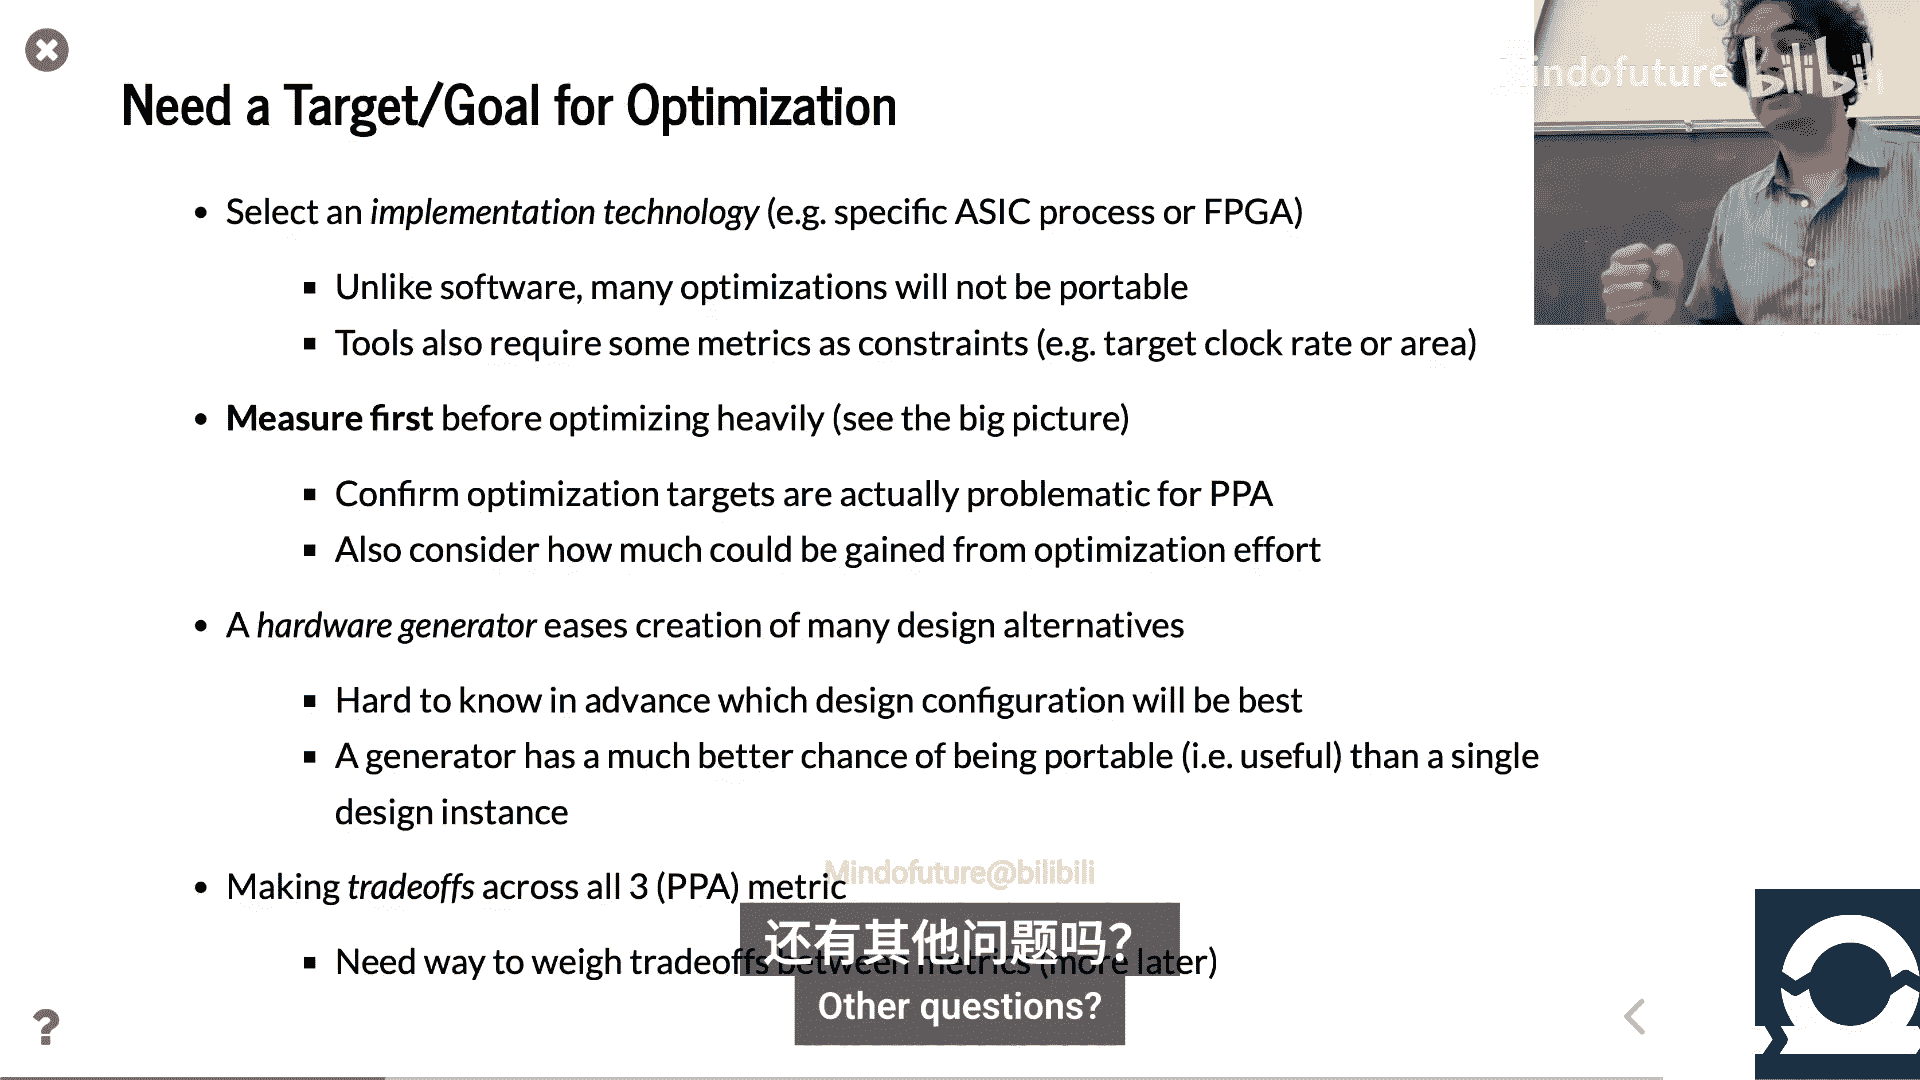 Need a Target/Goal for Optimization
indofuture
bilibili
• Select an implementation technology (e.g. specific ASIC process or FPGA)
▪ Unlike software, many optimizations will not be portable
▪ Tools also require some metrics as constraints (e.g. target clock rate or area)
• Measure first before optimizing heavily (see the big picture)
▪ Confirm optimization targets are actually problematic for PPA
▪ Also consider how much could be gained from optimization effort
• A hardware generator eases creation of many design alternatives
▪ Hard to know in advance which design configuration will be best
▪ A generator has a much better chance of being portable (i.e. useful) than a single
design instance
Mindofuture@bilibili
• Making tradeoffs across all 3 (PPA) metric
还有其他问题吗?
▪ Need way to weigh tradeoffs between metrics (more later)
Other questions?
?